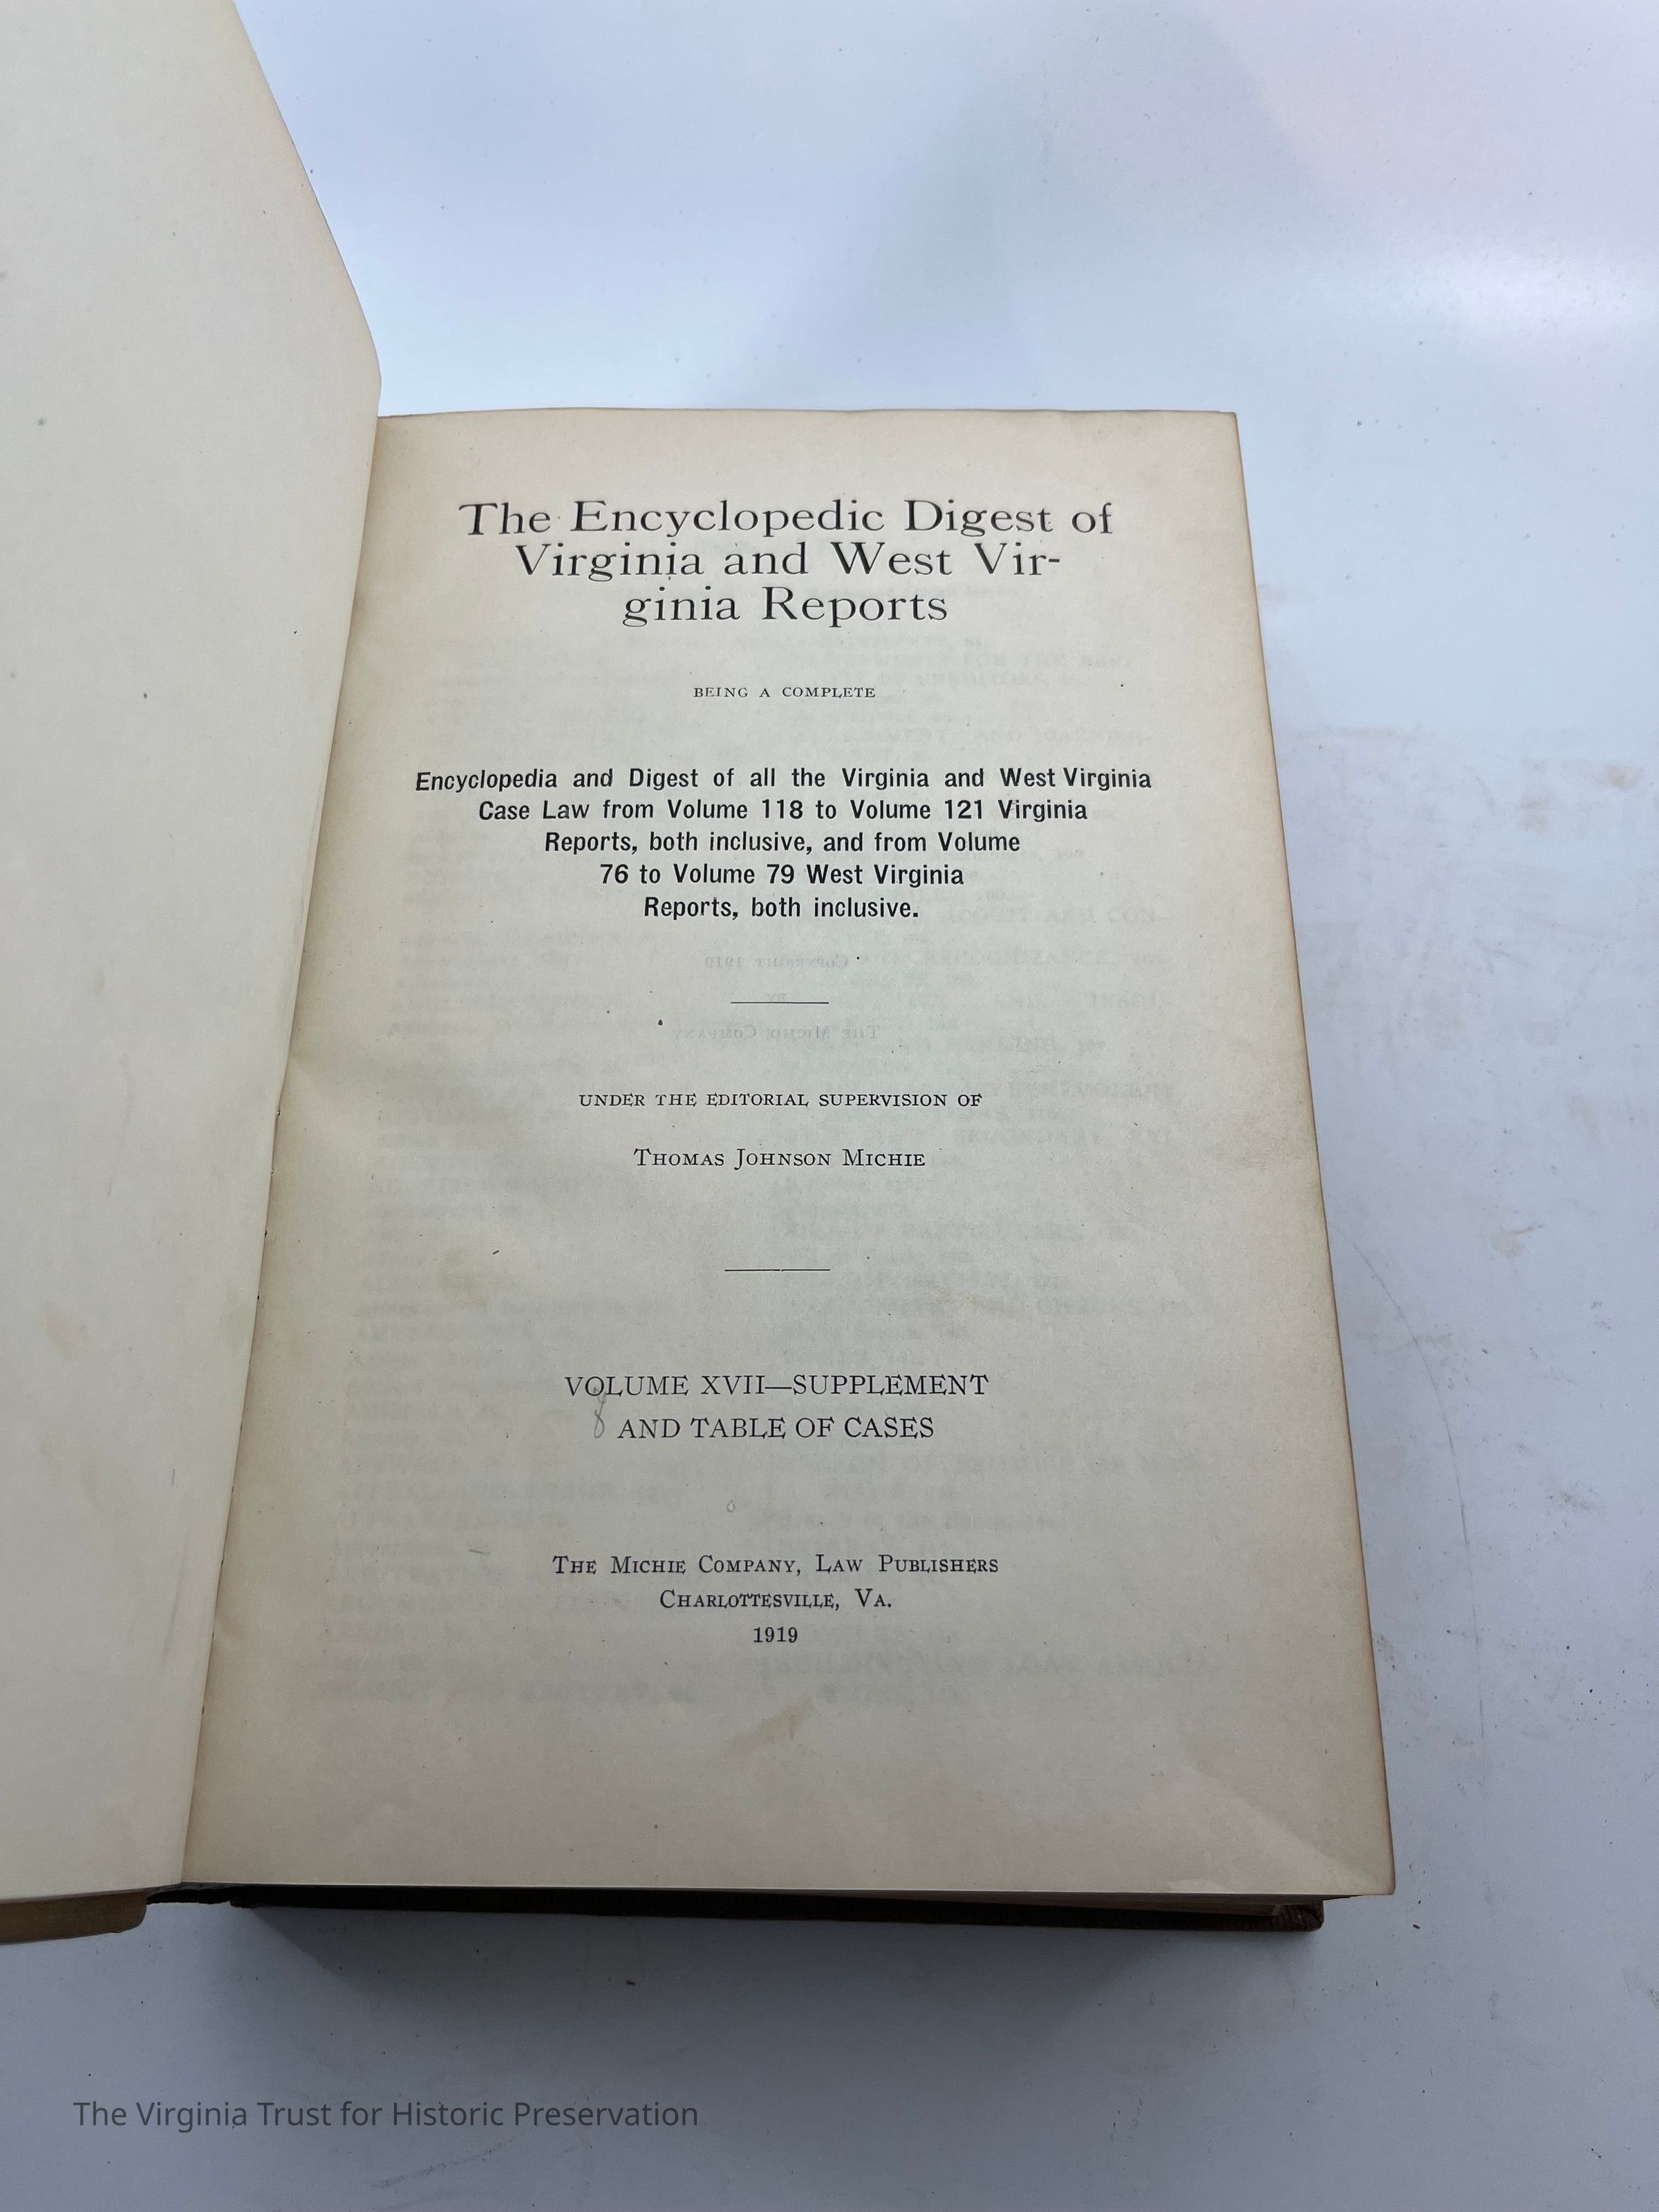 The Encyclopedic Digest of
Virginia and West Vir-
ginia Reports
BEING A COMPLETE
Encyclopedia and Digest of all the Virginia and West Virginia
Case Law from Volume 118 to Volume 121 Virginia
Reports, both inclusive, and from Volume
76 to Volume 79 West Virginia
Reports, both inclusive.
UNDER THE EDITORIAL SUPERVISION OF
THOMAS JOHNSON MICHIE
VOLUME XVII—SUPPLEMENT
8 AND TABLE OF CASES
THE MICHIE COMPANY, LAW PUBLISHERS
CHARLOTTESVILLE, VA.
1919
The Virginia Trust for Historic Preservation